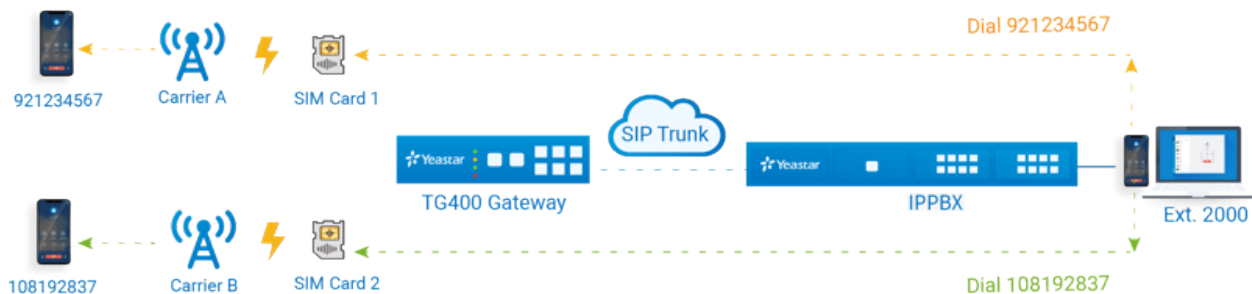 Dial 921234567
921234567
Carrier A
SIM Card 1
SIP Trunk
Yeastar
TG400 Gateway
Yeastar
IPPBX
Ext. 2000
108192837
Carrier B
SIM Card 2
Dial 108192837